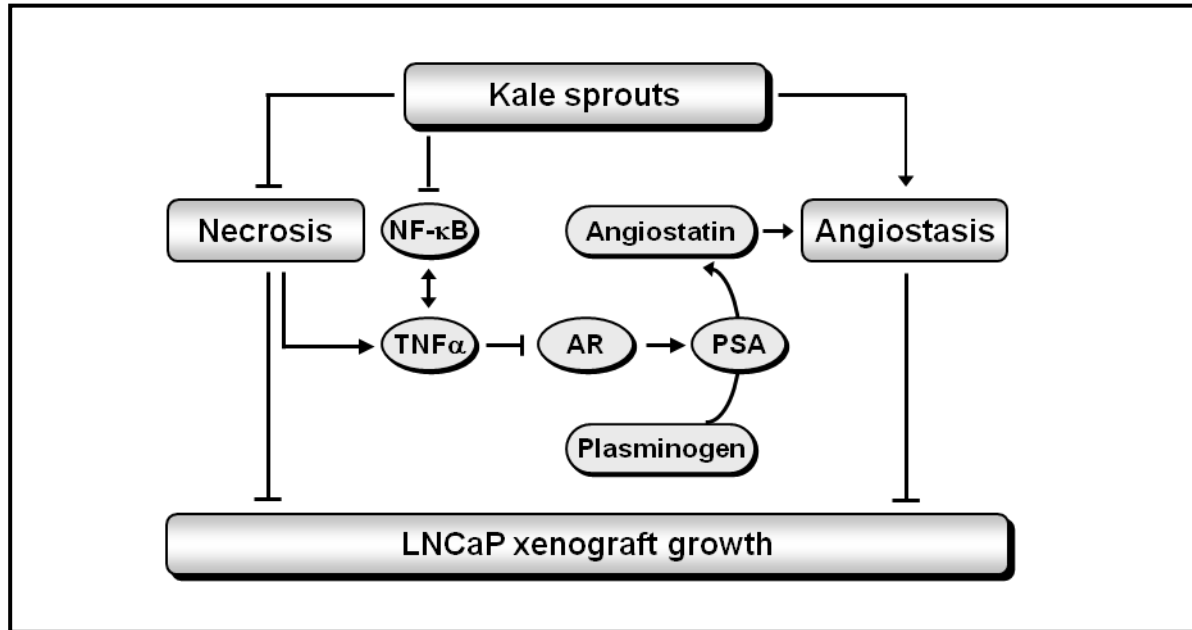 Kale sprouts
Necrosis
NF-κB
Angiostatin
Angiostasis
TNFα
AR
PSA
Plasminogen
LNCaP xenograft growth